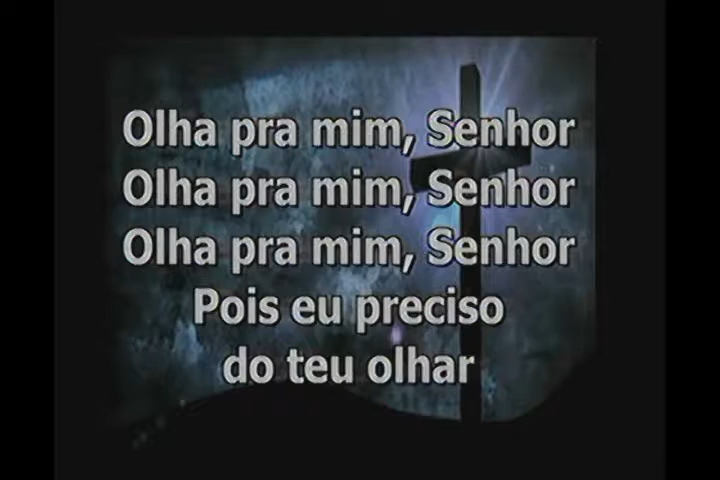 Olha pra mim, Senhor
Olha pra mim, Senhor
Olha pra mim, Senhor
Pois eu preciso
do teu olhar